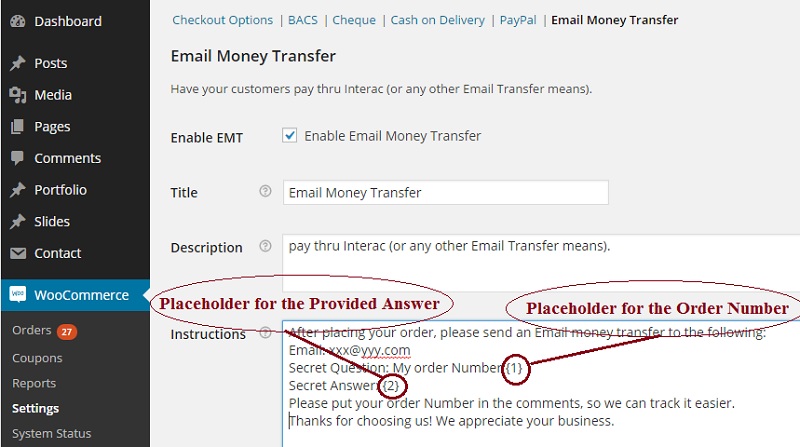 Dashboard
Posts
Media
Pages
Comments
Portfolio
Slides
Contact
WooCommerce
Orders 27
Coupons
Reports
Settings
System Status
Checkout Options | BACS | Cheque | Cash on Delivery | PayPal | Email Money Transfer
Email Money Transfer
Have your customers pay thru Interac (or any other Email Transfer means).
Enable EMT Enable Email Money Transfer
Title ? Email Money Transfer
Description ? pay thru Interac (or any other Email Transfer means).
Placeholder for the Provided Answer
Placeholder for the Order Number
Instructions ? After placing your order, please send an Email money transfer to the following:
Email: xxx@yyy.com
Secret Question: My order Number {1}
Secret Answer: {2}
Please put your order Number in the comments, so we can track it easier.
Thanks for choosing us! We appreciate your business.